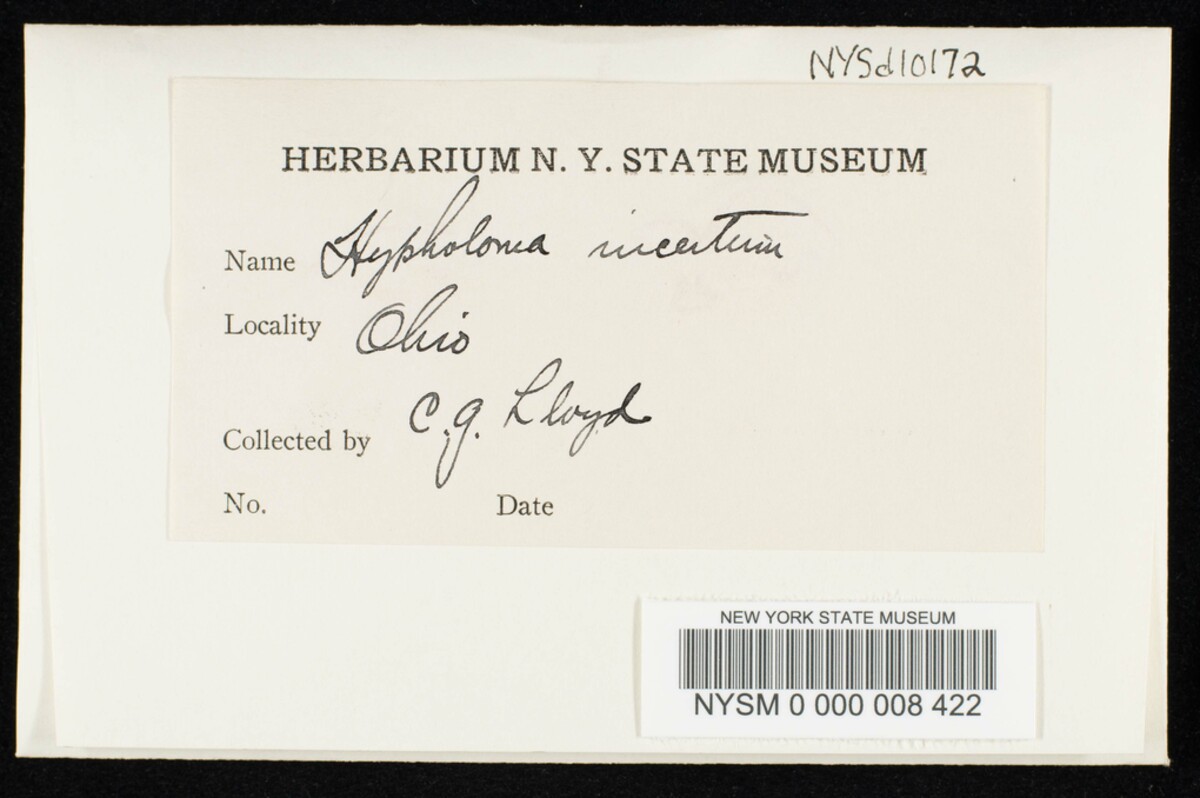 NYSd10172
HERBARIUM N. Y. STATE MUSEUM
Name Hypholoma incertum
Locality Ohio
Collected by C. G. Lloyd
No. Date
NEW YORK STATE MUSEUM
NYSM 0 000 008 422